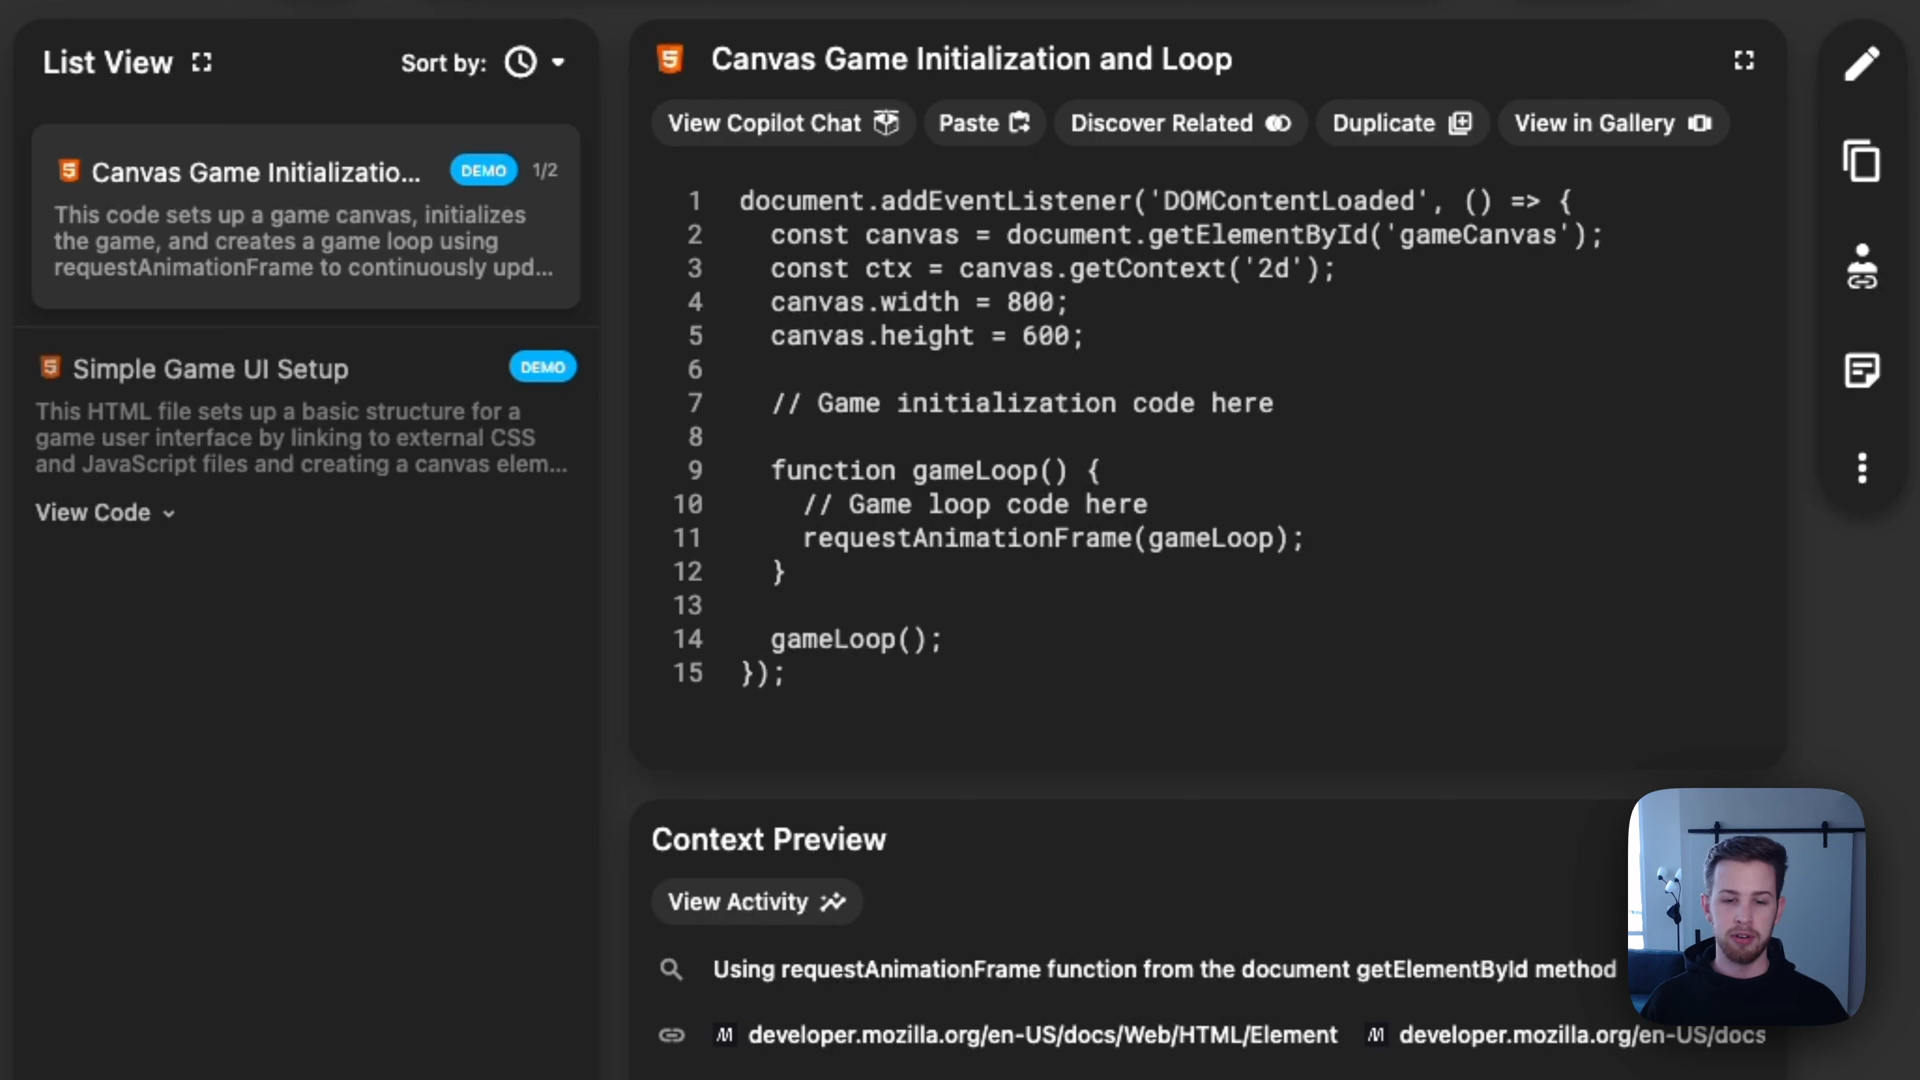 List View
Sort by:
Canvas Game Initializatio... DEMO 1/2
This code sets up a game canvas, initializes
the game, and creates a game loop using
requestAnimationFrame to continuously upd...
Simple Game UI Setup DEMO
This HTML file sets up a basic structure for a
game user interface by linking to external CSS
and JavaScript files and creating a canvas elem...
View Code
Canvas Game Initialization and Loop
View Copilot Chat Paste Discover Related Duplicate View in Gallery
1 document.addEventListener('DOMContentLoaded', () => {
2 const canvas = document.getElementById('gameCanvas');
3 const ctx = canvas.getContext('2d');
4 canvas.width = 800;
5 canvas.height = 600;
6
7 // Game initialization code here
8
9 function gameLoop() {
10 // Game loop code here
11 requestAnimationFrame(gameLoop);
12 }
13
14 gameLoop();
15 });
Context Preview
View Activity
Using requestAnimationFrame function from the document getElementById method
developer.mozilla.org/en-US/docs/Web/HTML/Element developer.mozilla.org/en-US/docs